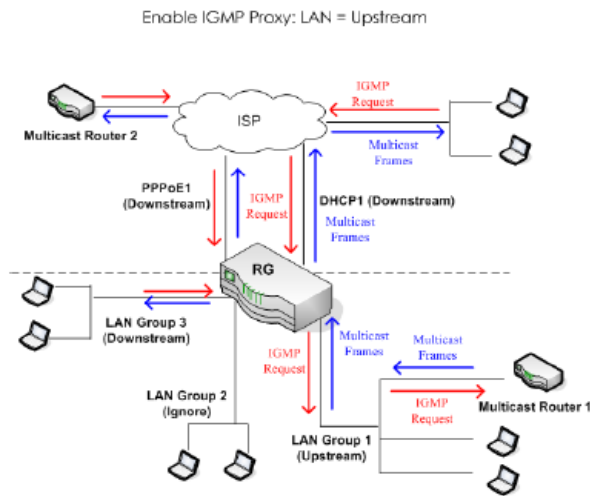 Enable IGMP Proxy: LAN = Upstream
IGMP
Request
ISP
Multicast Router 2
Multicast
Frames
PPPoE1
(Downstream)
IGMP
Request
DHCP1 (Downstream)
Multicast
Frames
RG
LAN Group 3
(Downstream)
Multicast
Frames
Multicast Frames
IGMP
Request
IGMP
Request
Multicast Router 1
LAN Group 2
(Ignore)
LAN Group 1
(Upstream)